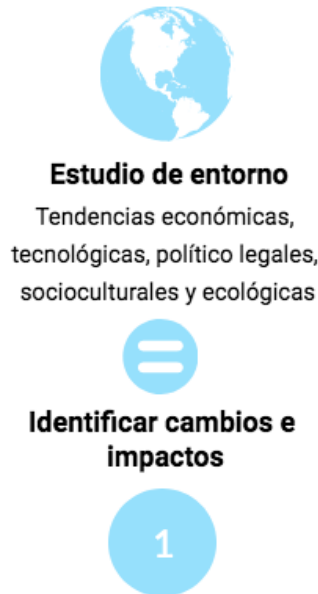 Estudio de entorno
Tendencias económicas,
tecnológicas, político legales,
socioculturales y ecológicas
=
Identificar cambios e
impactos
1